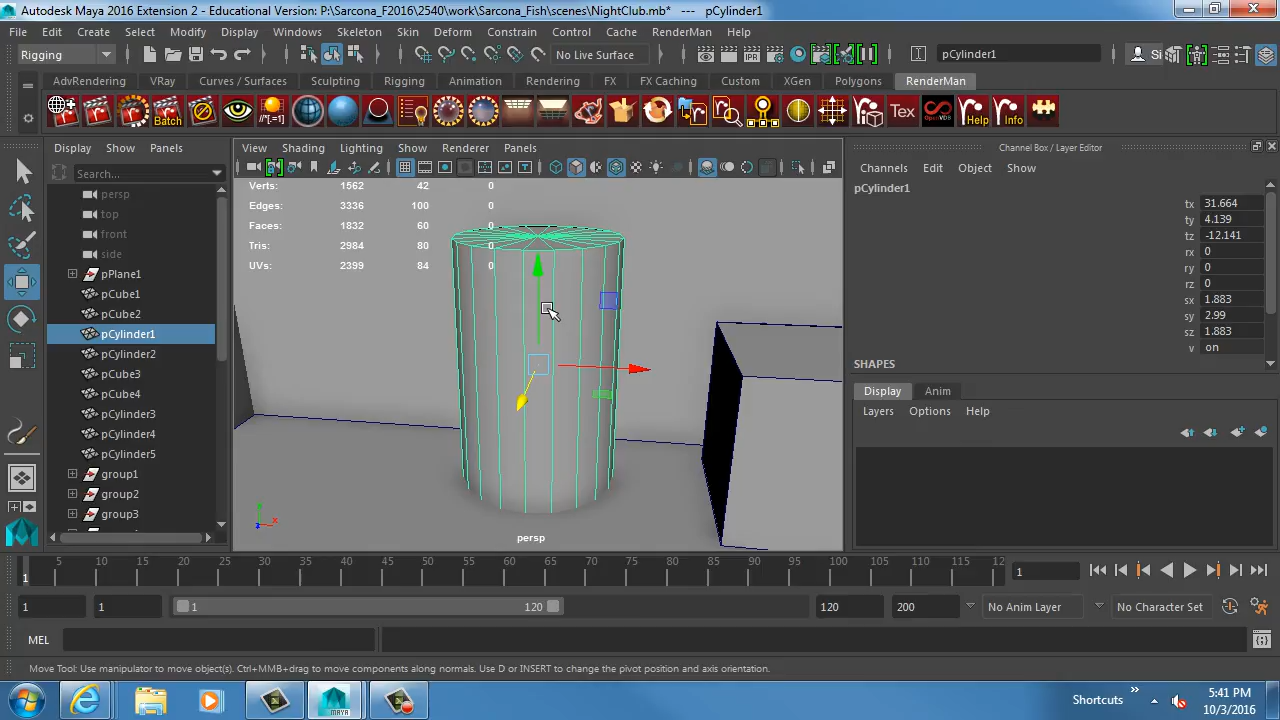 Autodesk Maya 2016 Extension 2 - Educational Version: P:\Sarcona_F2016\2540\work\Sarcona_Fish\scenes\NightClub.mb*   ---   pCylinder1
File Edit Create Select Modify Display Windows Skeleton Skin Deform Constrain Control Cache RenderMan Help
Rigging No Live Surface pCylinder1 Si
AdvRendering VRay Curves / Surfaces Sculpting Rigging Animation Rendering FX FX Caching Custom XGen Polygons RenderMan
Batch //*[.=] Tex OpenVDB Help Info
Display Show Panels
Search...
persp
top
front
side
pPlane1
pCube1
pCube2
pCylinder1
pCylinder2
pCube3
pCube4
pCylinder3
pCylinder4
pCylinder5
group1
group2
group3
View Shading Lighting Show Renderer Panels
Verts: 1562 42 0
Edges: 3336 100 0
Faces: 1832 60 0
Tris: 2984 80 0
UVs: 2399 84 0
persp
Channel Box / Layer Editor
Channels Edit Object Show
pCylinder1
tx 31.664
ty 4.139
tz -12.141
rx 0
ry 0
rz 0
sx 1.883
sy 2.99
sz 1.883
v on
SHAPES
Display Anim
Layers Options Help
1 5 10 15 20 25 30 35 40 45 50 55 60 65 70 75 80 85 90 95 100 105 110 115 12 1
1 1 1 120 120 200 No Anim Layer No Character Set
MEL
Move Tool: Use manipulator to move object(s). Ctrl+MMB+drag to move components along normals. Use D or INSERT to change the pivot position and axis orientation.
MAYA Shortcuts 5:41 PM
10/3/2016